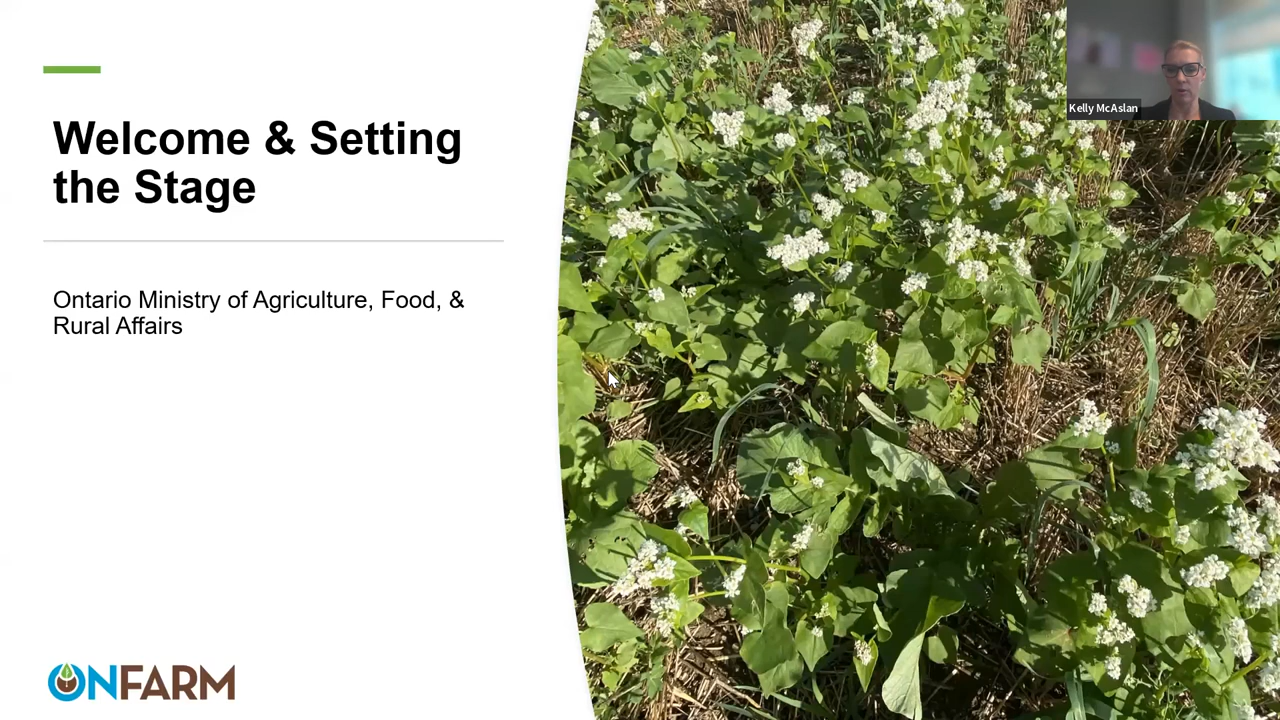 Welcome & Setting
the Stage
Ontario Ministry of Agriculture, Food, &
Rural Affairs
ONFARM
Kelly McAslan